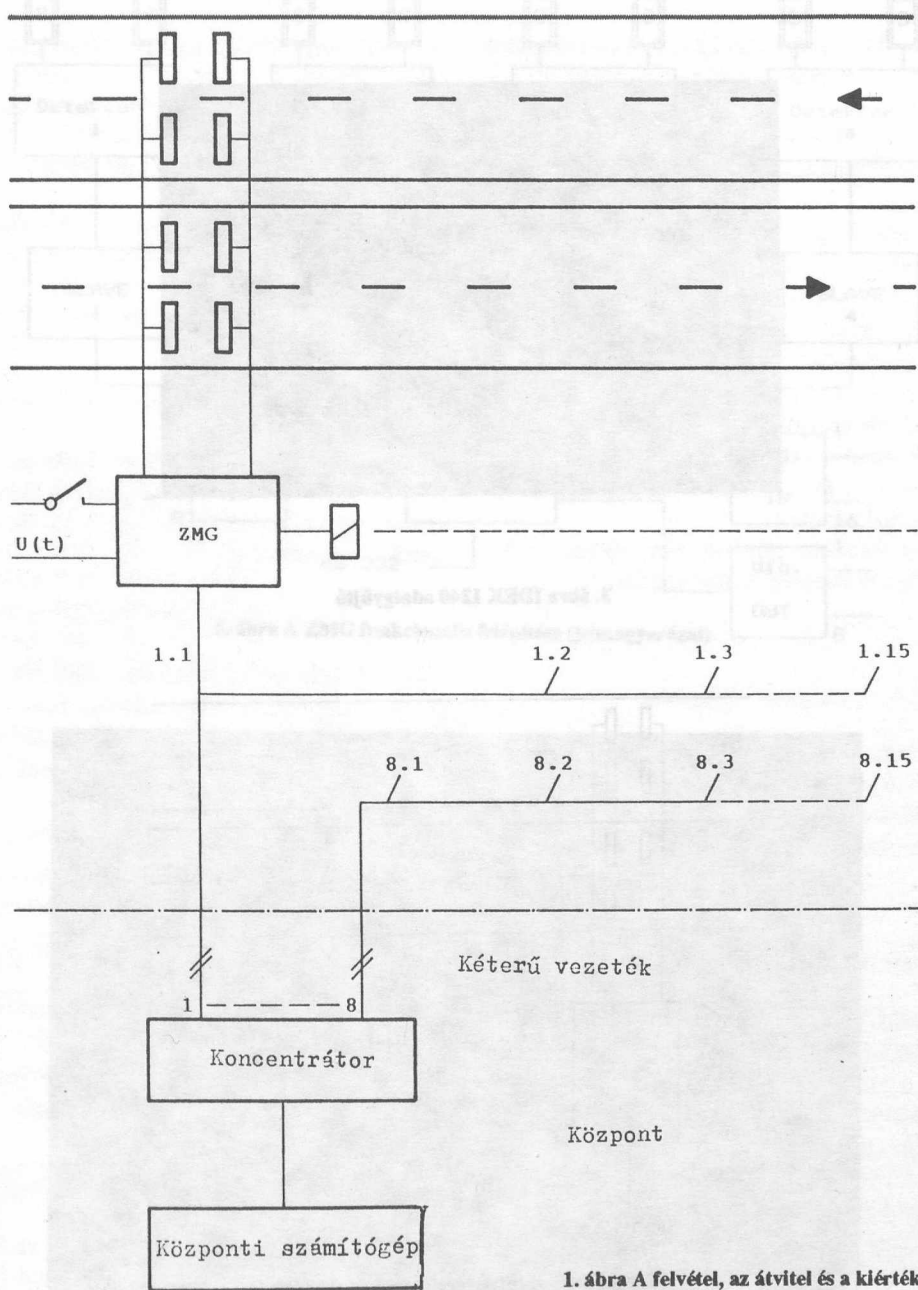 ZMG
U(t)
1.1
1.2
1.3
1.15
8.1
8.2
8.3
8.15
Kéterű vezetók
1
8
Koncentrátor
Központ
Központi számítógép
1. ábra A felvétel, az átvitel és a kiérték